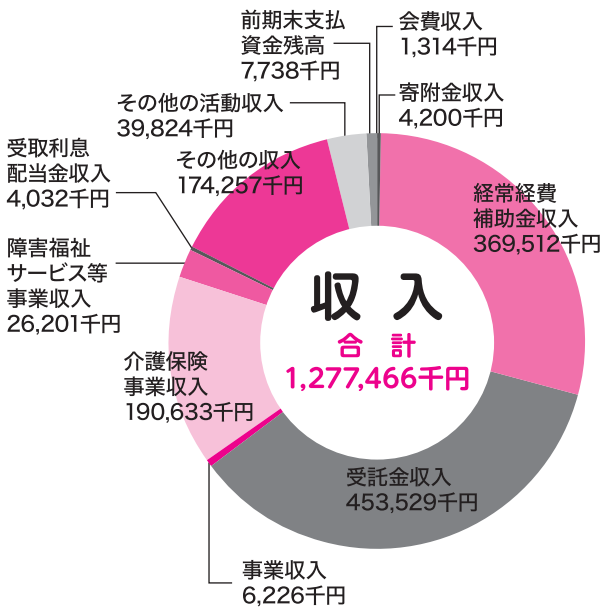 前期末支払
資金残高
7,738千円
会費収入
1,314千円
寄附金収入
4,200千円
その他の活動収入
39,824千円
その他の収入
174,257千円
受取利息
配当金収入
4,032千円
経常経費
補助金収入
369,512千円
障害福祉
サービス等
事業収入
26,201千円
収 入
合 計
1,277,466千円
介護保険
事業収入
190,633千円
受託金収入
453,529千円
事業収入
6,226千円